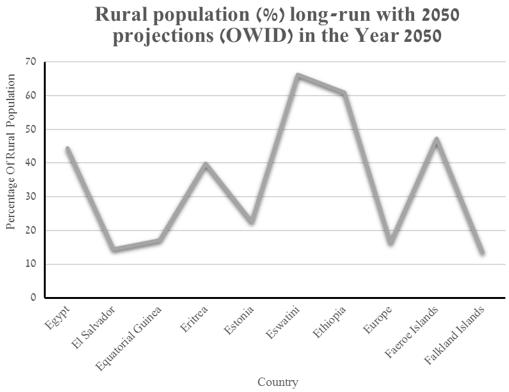 Rural population (%) long-run with 2050
projections (OWID) in the Year 2050
Percentage Of Rural Population
70
60
50
40
30
20
10
0
Egypt
El Salvador
Equatorial Guinea
Eritrea
Estonia
Eswatini
Ethiopia
Europe
Faeroe Islands
Falkland Islands
Country